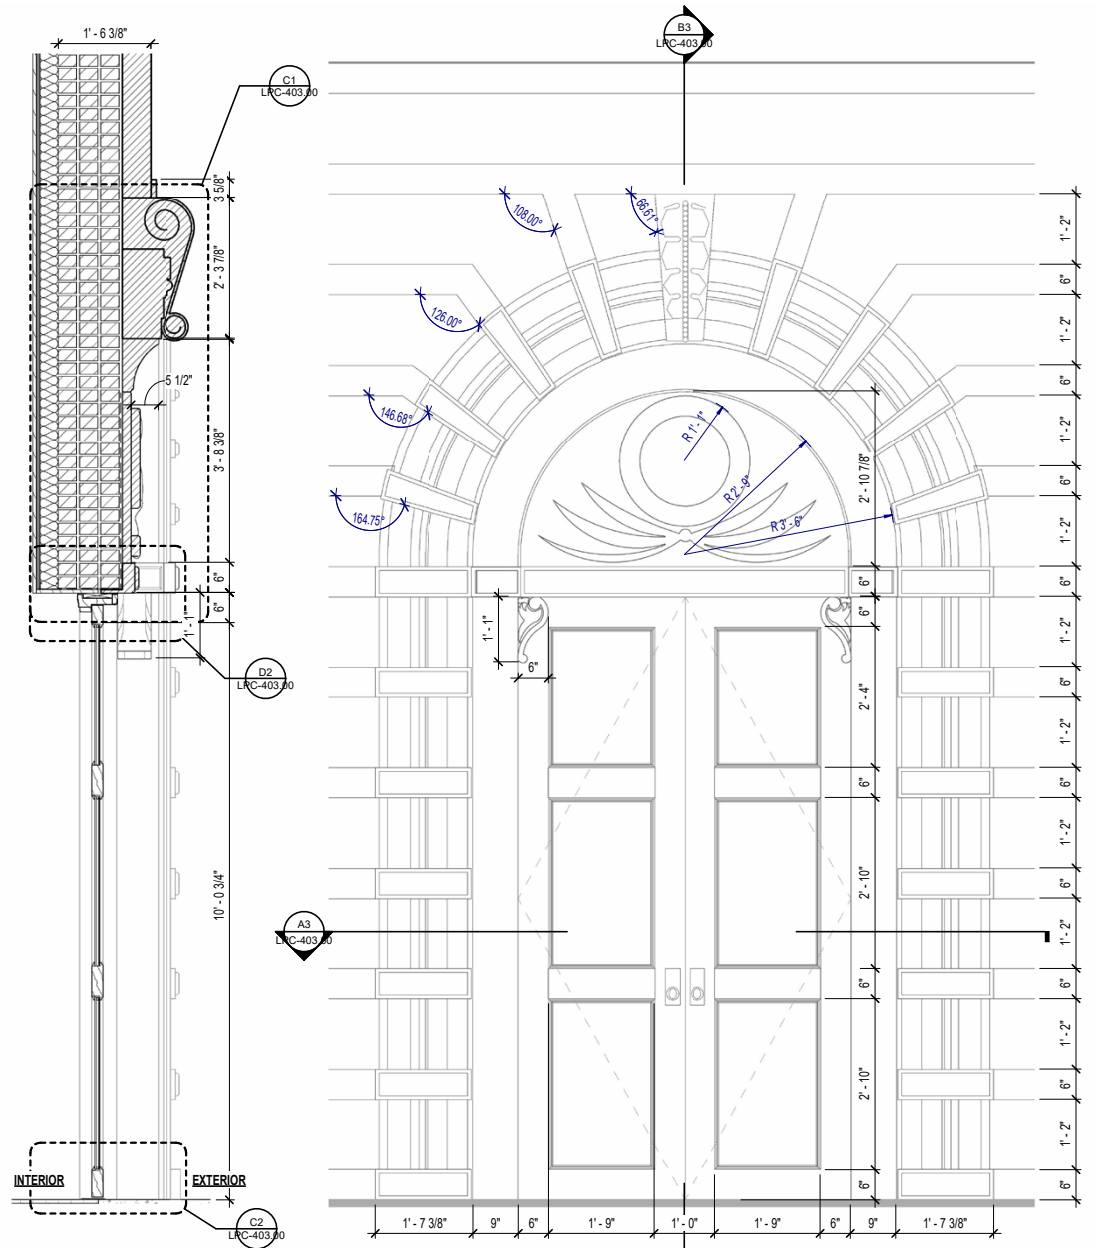 1' - 6 3/8"
B3
LPC-403.00
C1
LPC-403.00
3 5/8"
2' - 3 7/8"
5 1/2"
3' - 8 3/8"
6"
6"
1' - 1"
D2
LPC-403.00
10' - 0 3/4"
INTERIOR
EXTERIOR
C2
LPC-403.00
108.00°
66.61°
126.00°
146.68°
164.75°
R 1' - 1"
R 2' - 9"
R 3' - 6"
2' - 10 7/8"
6"
6"
1' - 1"
6"
2' - 4"
6"
2' - 10"
6"
2' - 10"
6"
A3
LPC-403.00
1' - 2"
6"
1' - 2"
6"
1' - 2"
6"
1' - 2"
6"
1' - 2"
6"
1' - 2"
6"
1' - 2"
6"
1' - 2"
6"
1' - 2"
6"
1' - 2"
6"
1' - 7 3/8"
9"
6"
1' - 9"
1' - 0"
1' - 9"
6"
9"
1' - 7 3/8"